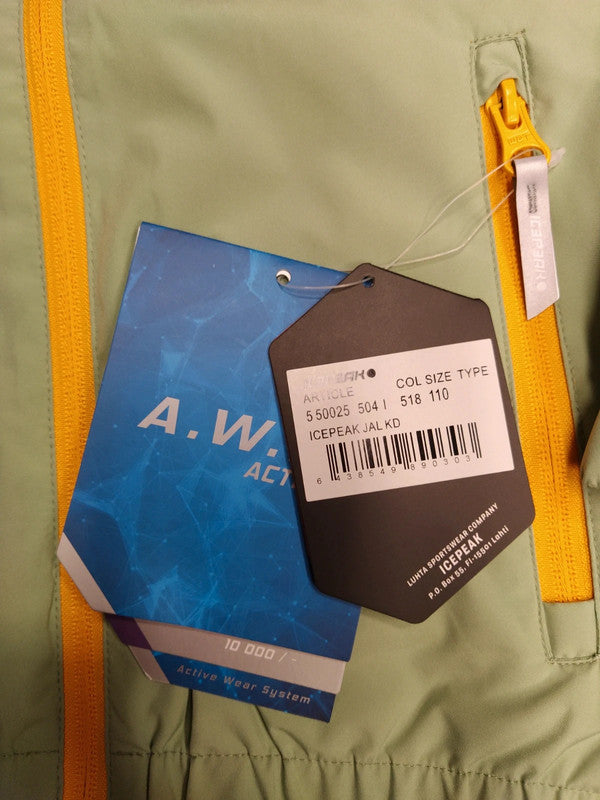 A.W.
ACT
10 000 / -
Active Wear System®
ARTICLE COL SIZE TYPE
5 50025 504 I 518 110
ICEPEAK JAL KD
6 438549 890303
LUHTA SPORTSWEAR COMPANY
ICEPEAK
P.O. Box 55, FI-15501 Lahti
ICEPEAK